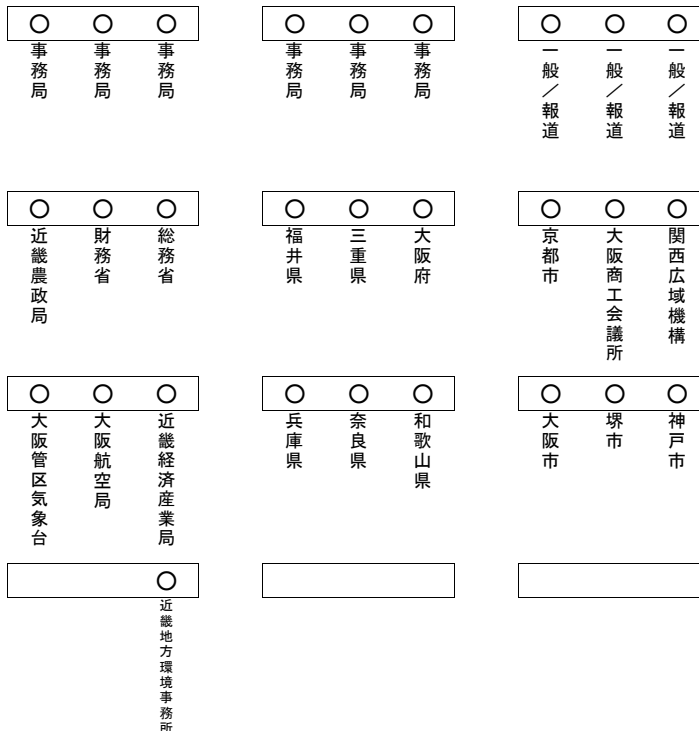 事務局
事務局
事務局
事務局
事務局
事務局
一般／報道
一般／報道
一般／報道
近畿農政局
財務省
総務省
福井県
三重県
大阪府
京都市
大阪商工会議所
関西広域機構
大阪管区気象台
大阪航空局
近畿経済産業局
兵庫県
奈良県
和歌山県
大阪市
堺市
神戸市
近畿地方環境事務所